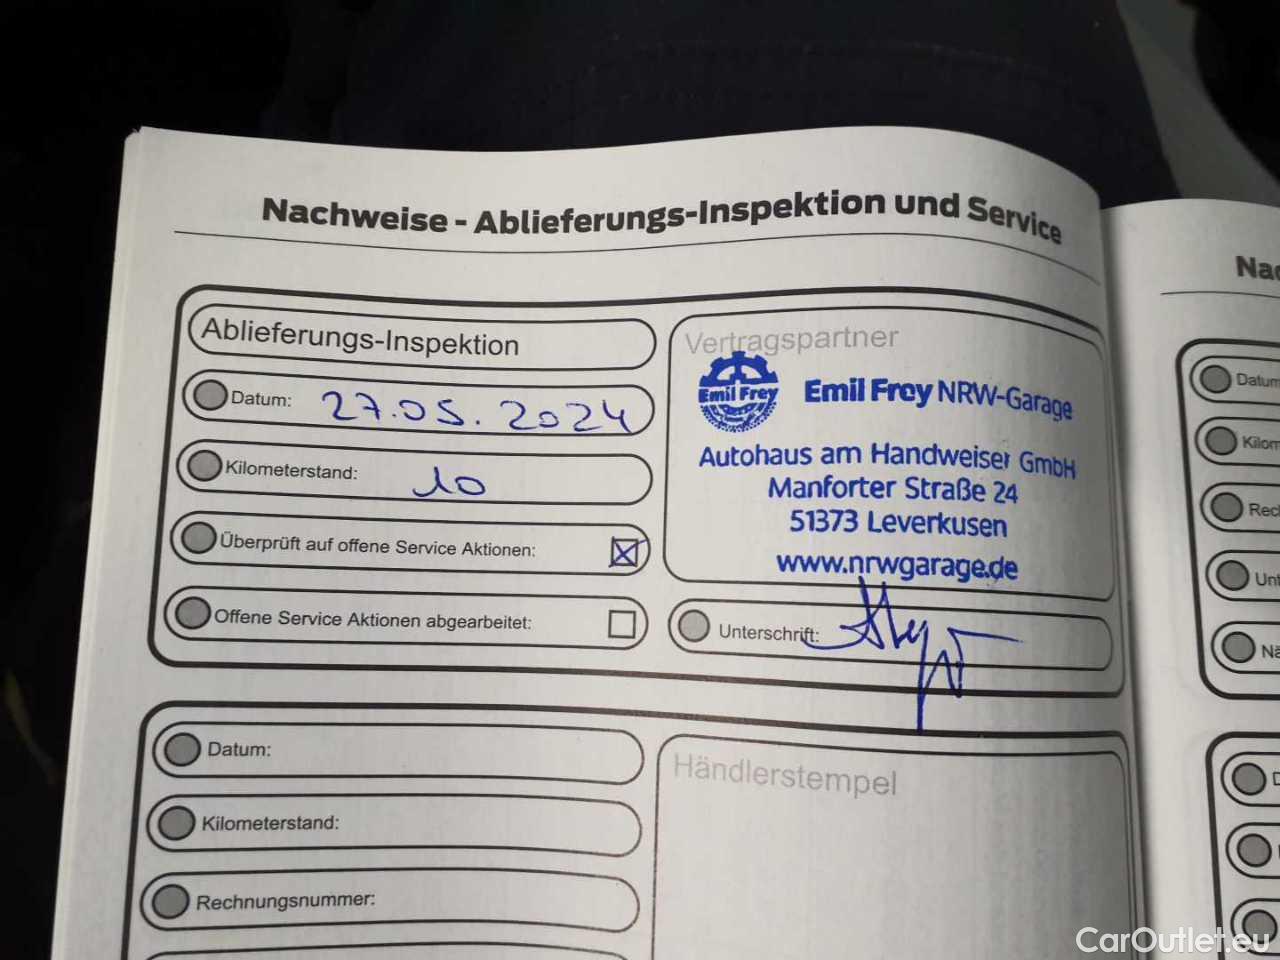 Nachweise - Ablieferungs-Inspektion und Service
Ablieferungs-Inspektion
Datum: 27.05.2024
Kilometerstand: 10
Überprüft auf offene Service Aktionen:
Offene Service Aktionen abgearbeitet:
Vertragspartner
Emil Frey
Emil Frey NRW-Garage
Autohaus am Handweiser GmbH
Manforter Straße 24
51373 Leverkusen
www.nrwgarage.de
Unterschrift:
Datum:
Kilometerstand:
Rechnungsnummer:
Händlerstempel
CarOutlet.eu